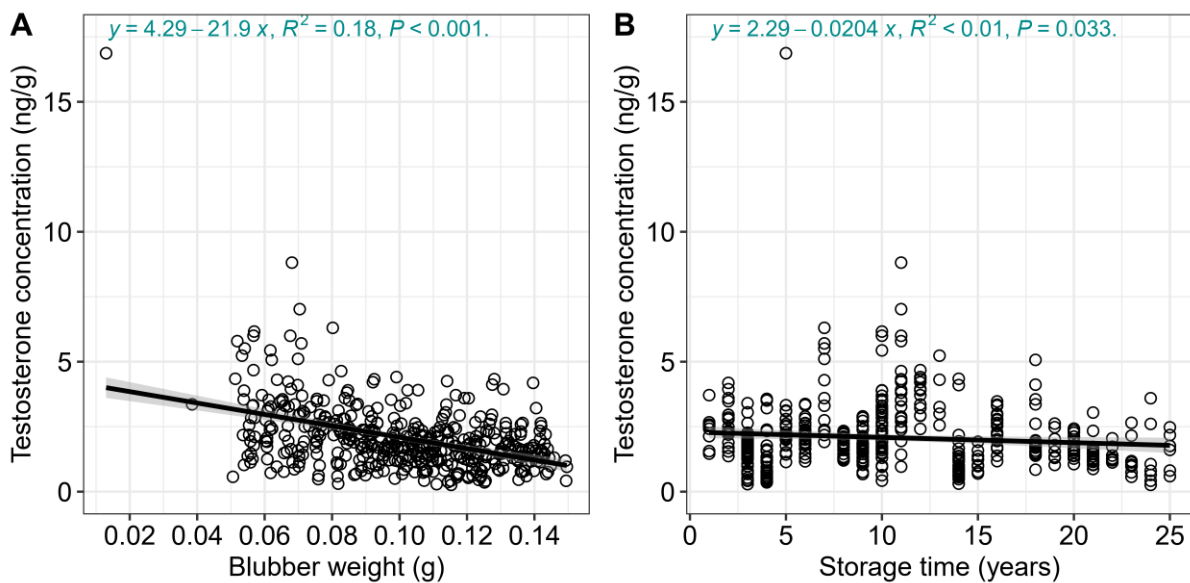 A
y = 4.29 – 21.9 x, R² = 0.18, P < 0.001.
Testosterone concentration (ng/g)
15
10
5
0
0.02 0.04 0.06 0.08 0.10 0.12 0.14
Blubber weight (g)
B
y = 2.29 – 0.0204 x, R² < 0.01, P = 0.033.
Testosterone concentration (ng/g)
15
10
5
0
0 5 10 15 20 25
Storage time (years)